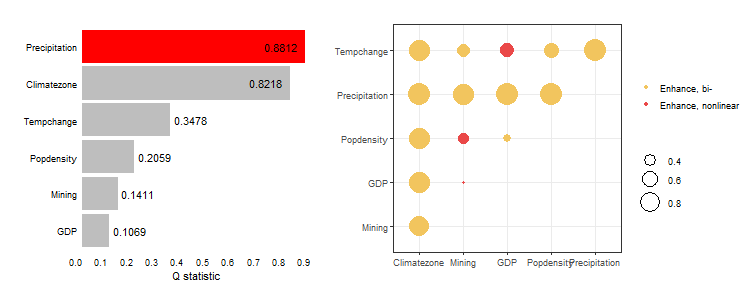 Precipitation 0.8812
Climatezone 0.8218
Tempchange 0.3478
Popdensity 0.2059
Mining 0.1411
GDP 0.1069
0.0 0.1 0.2 0.3 0.4 0.5 0.6 0.7 0.8 0.9
Q statistic
Tempchange
Precipitation
Popdensity
GDP
Mining
Climatezone Mining GDP Popdensity Precipitation
Enhance, bi-
Enhance, nonlinear
0.4
0.6
0.8